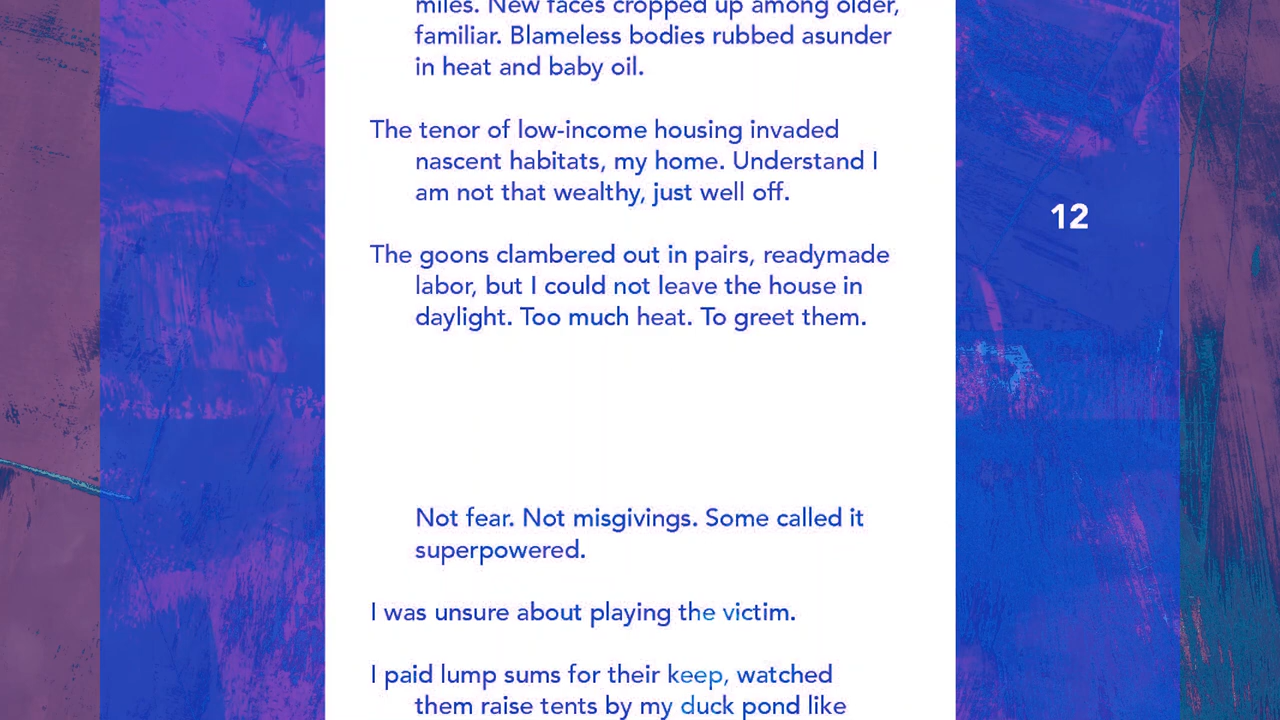 miles. New faces cropped up among older,
familiar. Blameless bodies rubbed asunder
in heat and baby oil.
The tenor of low-income housing invaded
nascent habitats, my home. Understand I
am not that wealthy, just well off.
12
The goons clambered out in pairs, readymade
labor, but I could not leave the house in
daylight. Too much heat. To greet them.
Not fear. Not misgivings. Some called it
superpowered.
I was unsure about playing the victim.
I paid lump sums for their keep, watched
them raise tents by my duck pond like